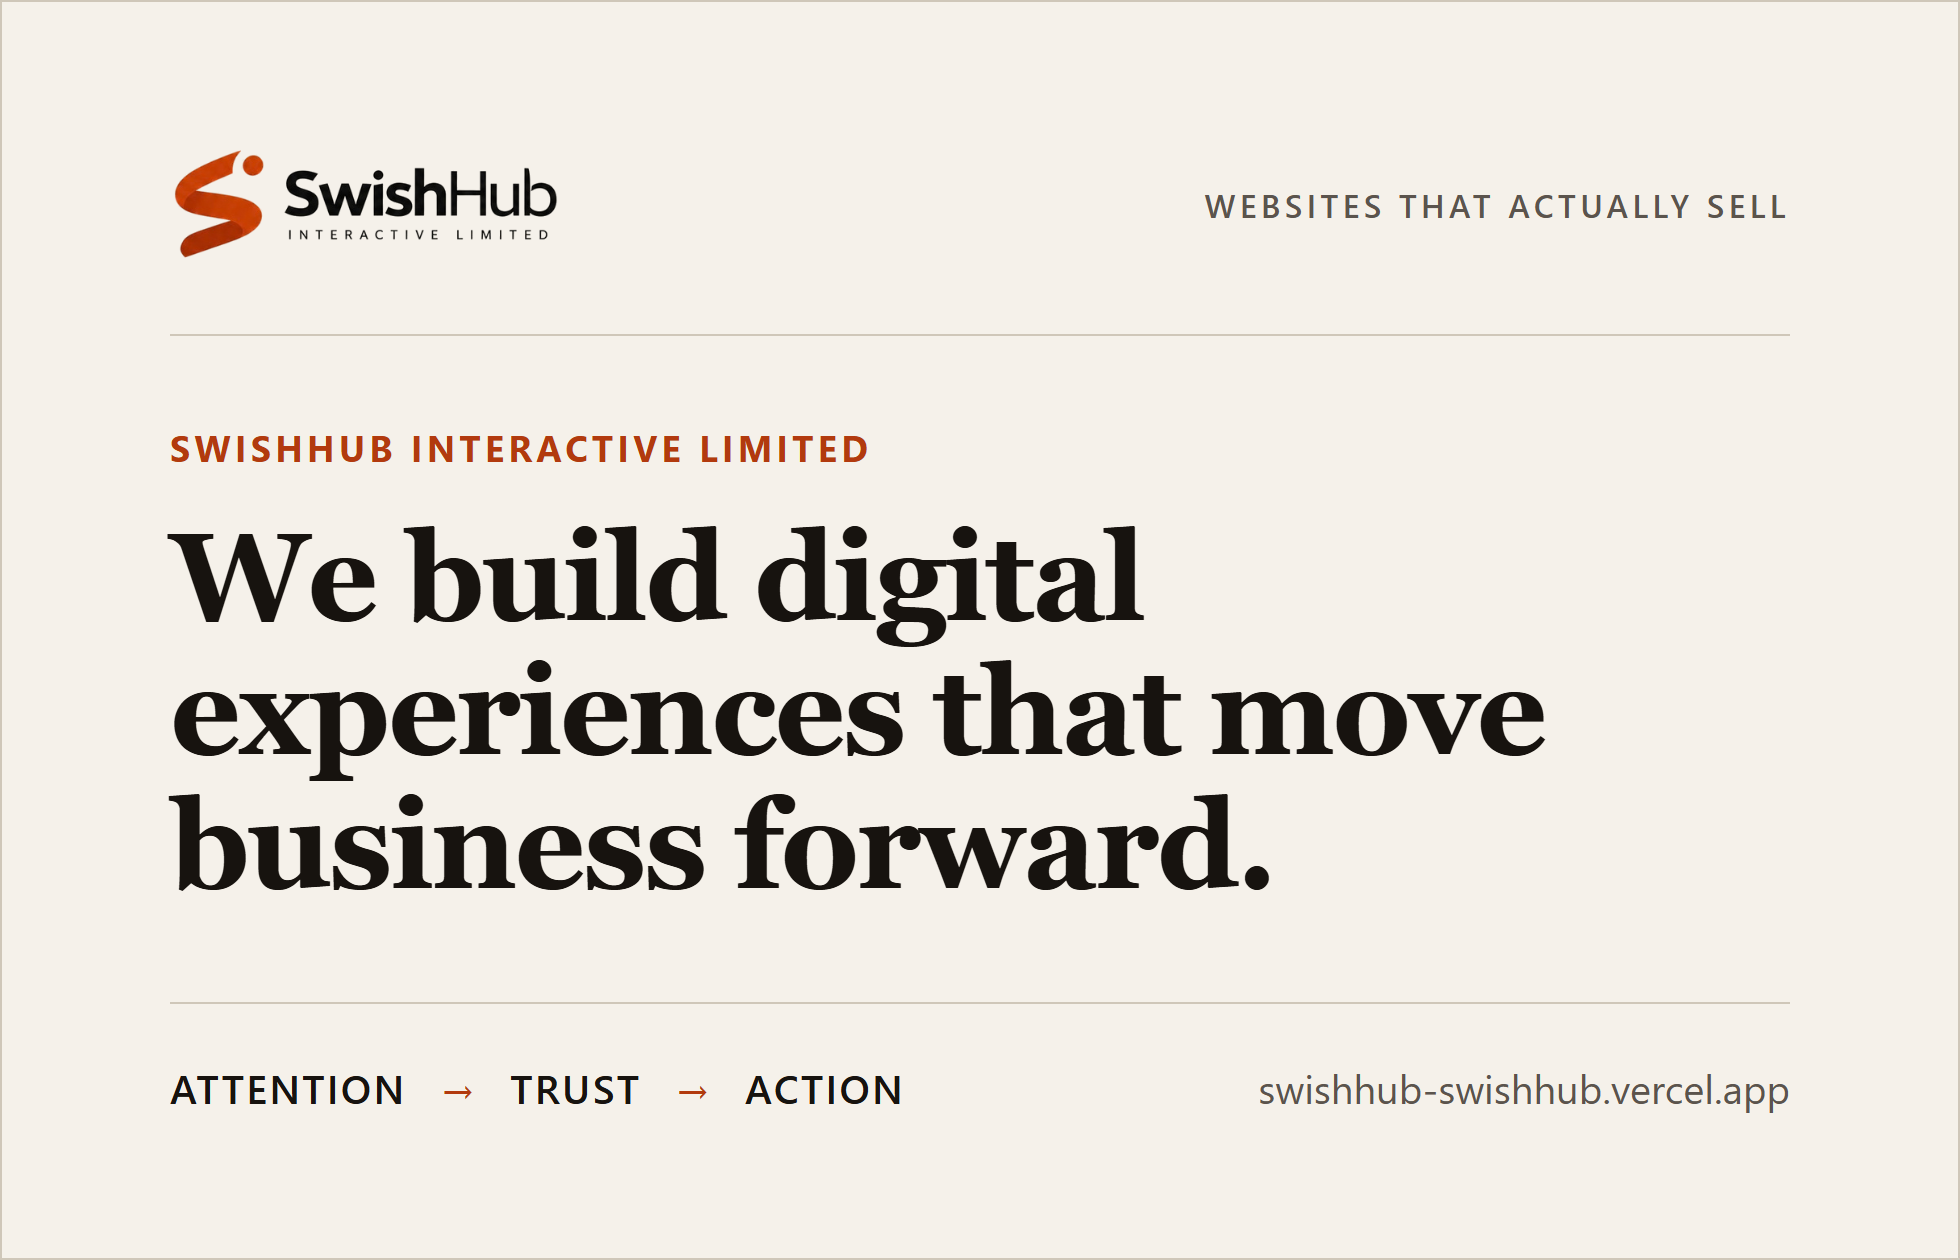 SwishHub
INTERACTIVE LIMITED
WEBSITES THAT ACTUALLY SELL
SWISHHUB INTERACTIVE LIMITED
We build digital
experiences that move
business forward.
ATTENTION → TRUST → ACTION
swishhub-swishhub.vercel.app